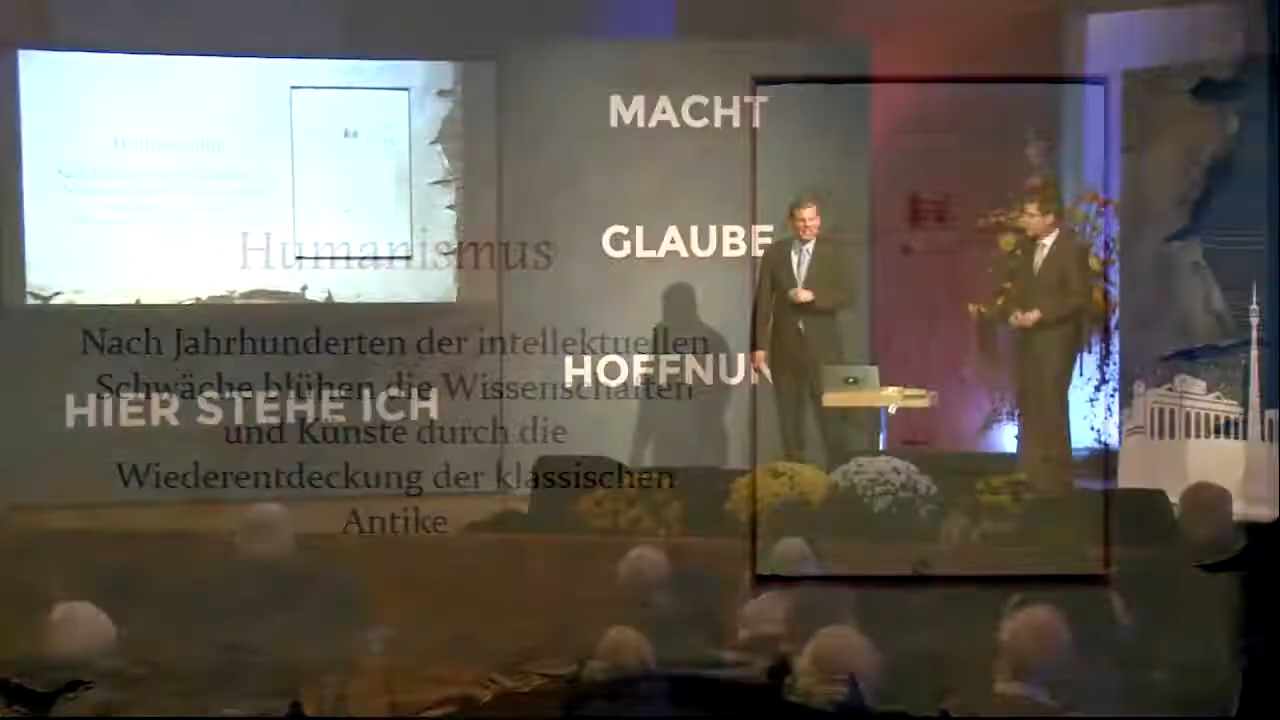 MACHT
GLAUBE
HOFFNUN
HIER STEHE ICH
Humanismus
Nach Jahrhunderten der intellektuellen
Schwäche blühen die Wissenschaften
und Künste durch die
Wiederentdeckung der klassischen
Antike